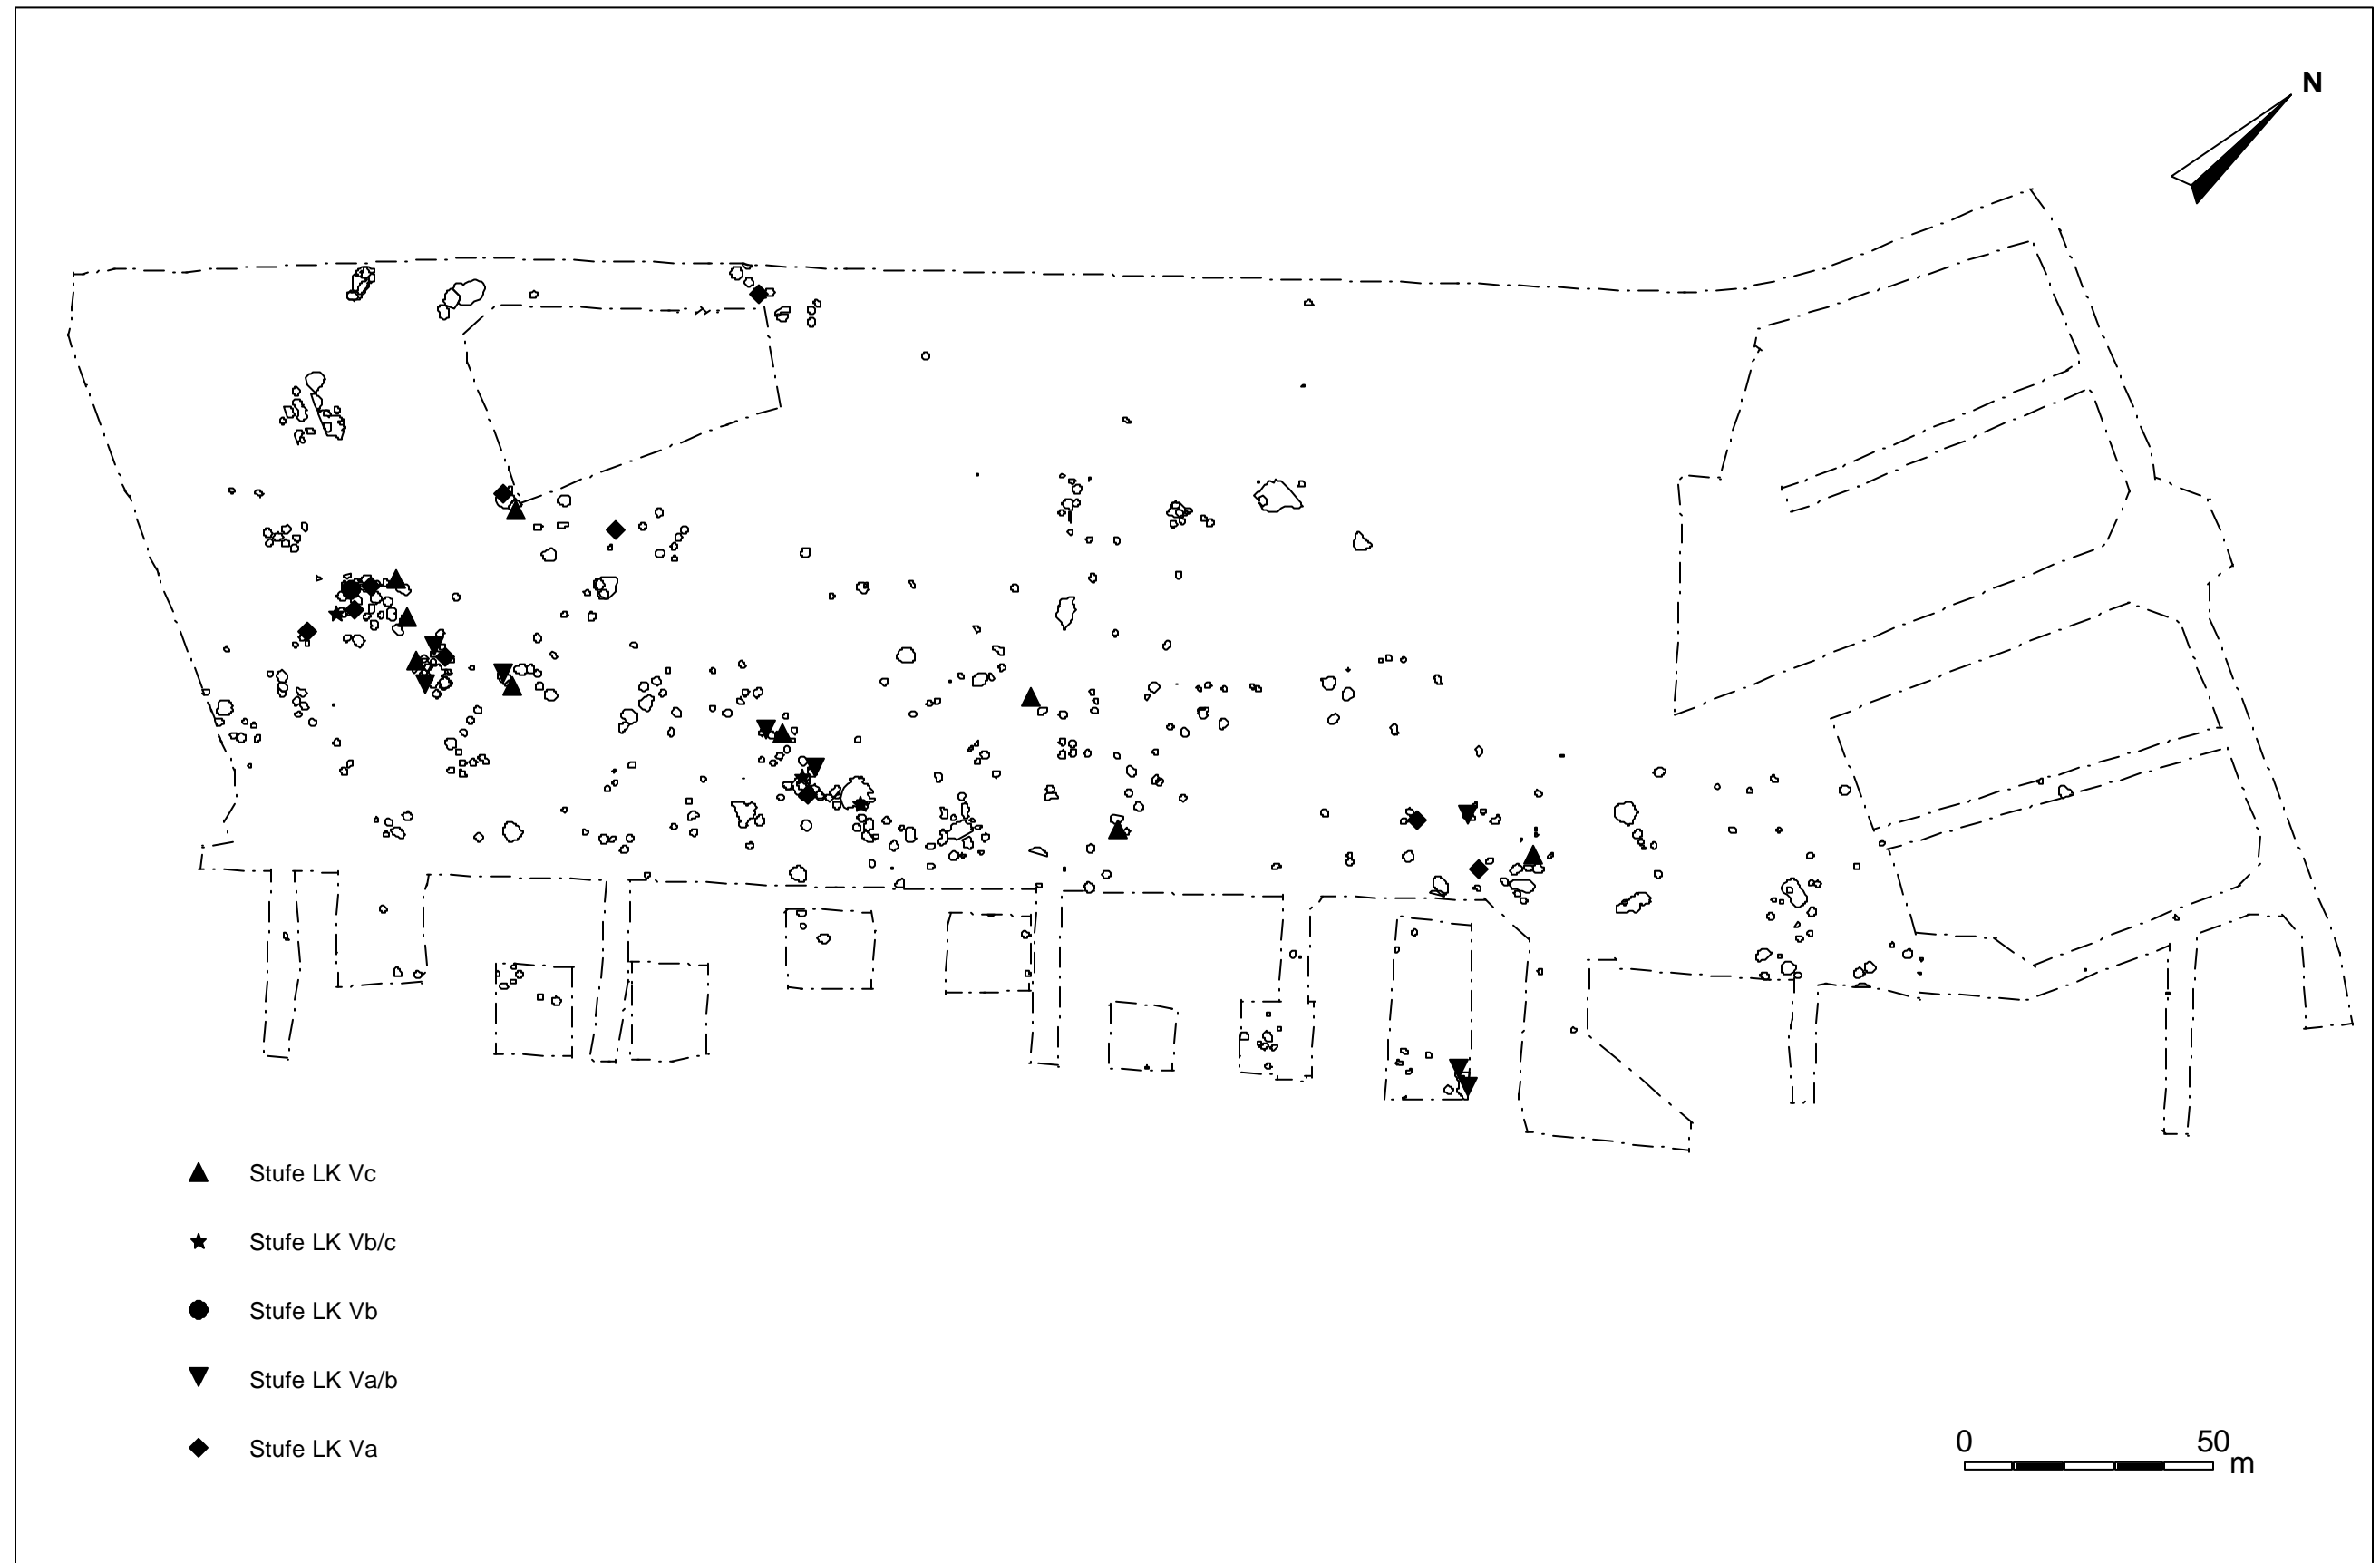 N
Stufe LK Vc
Stufe LK Vb/c
Stufe LK Vb
Stufe LK Va/b
Stufe LK Va
0 50
m